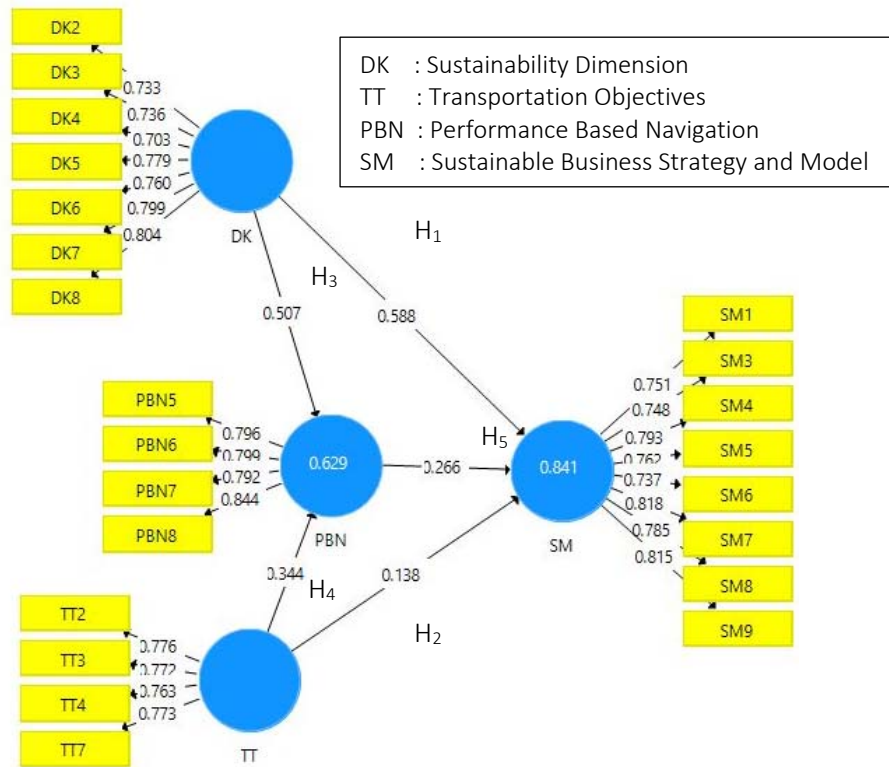 DK : Sustainability Dimension
TT : Transportation Objectives
PBN : Performance Based Navigation
SM : Sustainable Business Strategy and Model
DK2
DK3
DK4
DK5
DK6
DK7
DK8
0.733
0.736
0.703
0.779
0.760
0.799
0.804
DK
H1
H3
0.507
0.588
PBN5
PBN6
PBN7
PBN8
0.796
0.799
0.792
0.844
0.629
PBN
H5
0.266
0.841
SM
0.751
0.748
0.793
0.762
0.737
0.818
0.785
0.815
SM1
SM3
SM4
SM5
SM6
SM7
SM8
SM9
0.344
H4
0.138
H2
TT2
TT3
TT4
TT7
0.776
0.772
0.763
0.773
TT